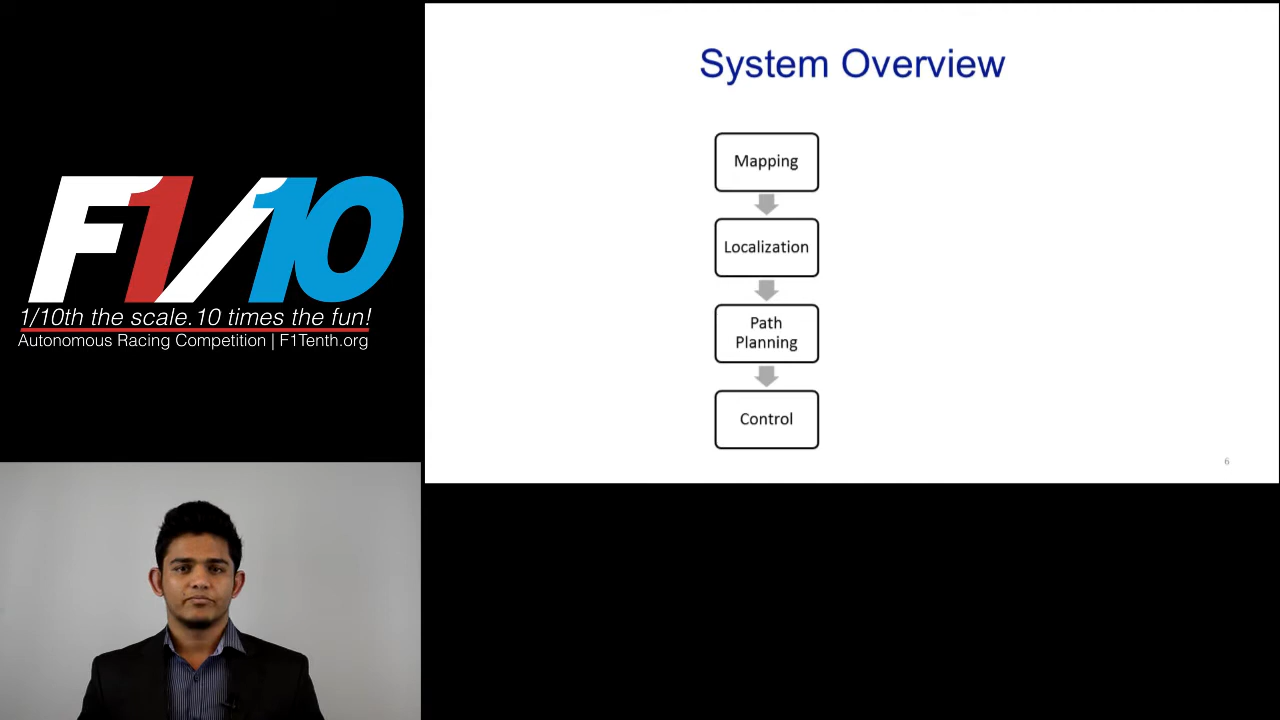 F1/10
1/10th the scale. 10 times the fun!
Autonomous Racing Competition | F1Tenth.org
System Overview
Mapping
Localization
Path
Planning
Control
6